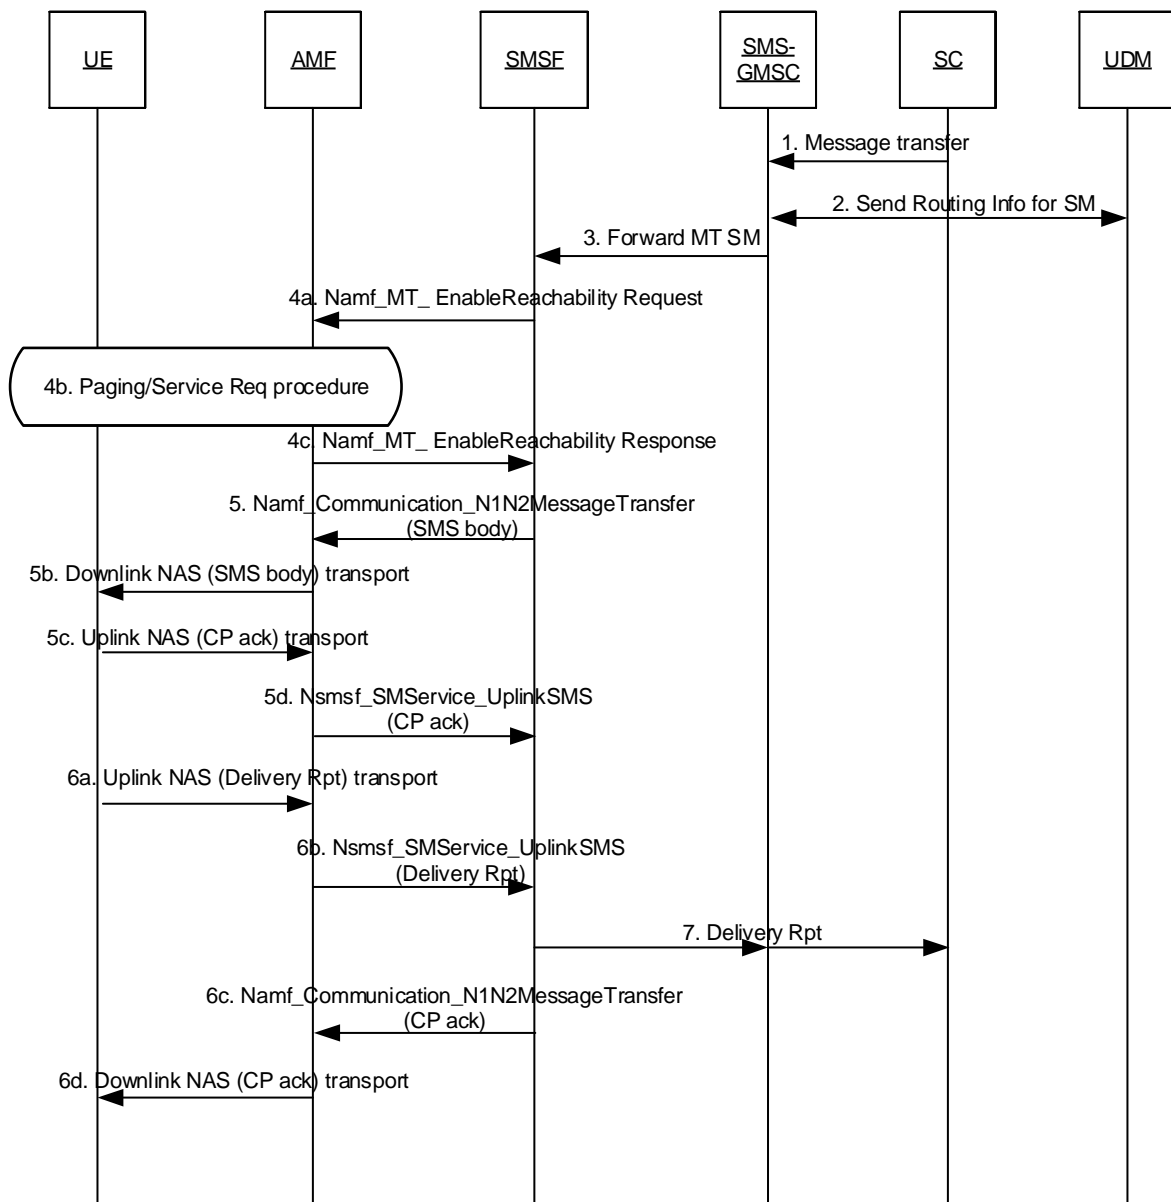 UE
AMF
SMSF
SMS-
GMSC
SC
UDM
1. Message transfer
2. Send Routing Info for SM
3. Forward MT SM
4a. Namf_MT_ EnableReachability Request
4b. Paging/Service Req procedure
4c. Namf_MT_ EnableReachability Response
5. Namf_Communication_N1N2MessageTransfer
(SMS body)
5b. Downlink NAS (SMS body) transport
5c. Uplink NAS (CP ack) transport
5d. Nsmsf_SMService_UplinkSMS
(CP ack)
6a. Uplink NAS (Delivery Rpt) transport
6b. Nsmsf_SMService_UplinkSMS
(Delivery Rpt)
7. Delivery Rpt
6c. Namf_Communication_N1N2MessageTransfer
(CP ack)
6d. Downlink NAS (CP ack) transport